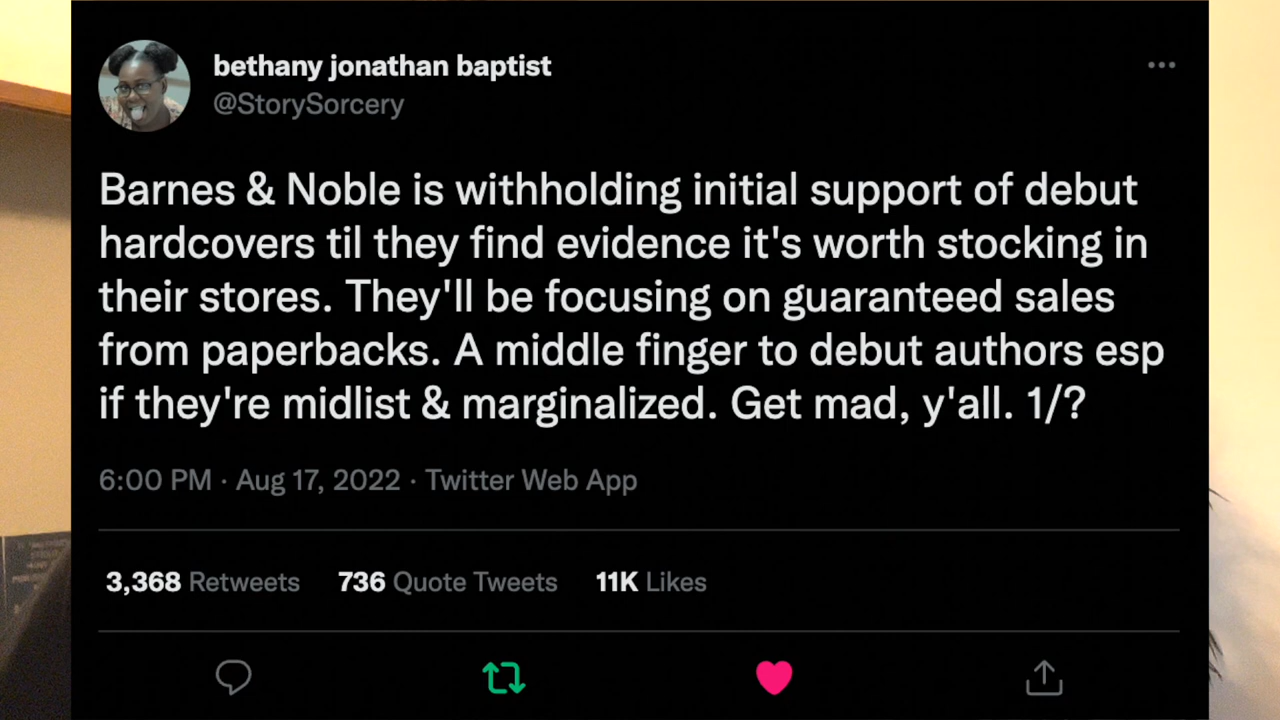 bethany jonathan baptist
@StorySorcery
Barnes & Noble is withholding initial support of debut
hardcovers til they find evidence it's worth stocking in
their stores. They'll be focusing on guaranteed sales
from paperbacks. A middle finger to debut authors esp
if they're midlist & marginalized. Get mad, y'all. 1/?
6:00 PM · Aug 17, 2022 · Twitter Web App
3,368 Retweets 736 Quote Tweets 11K Likes